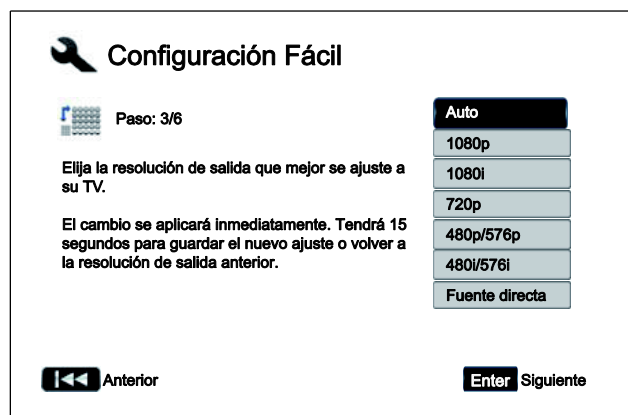 Configuración Fácil
Paso: 3/6
Elija la resolución de salida que mejor se ajuste a
su TV.
El cambio se aplicará inmediatamente. Tendrá 15
segundos para guardar el nuevo ajuste o volver a
la resolución de salida anterior.
Auto
1080p
1080i
720p
480p/576p
480i/576i
Fuente directa
Anterior
Enter Siguiente